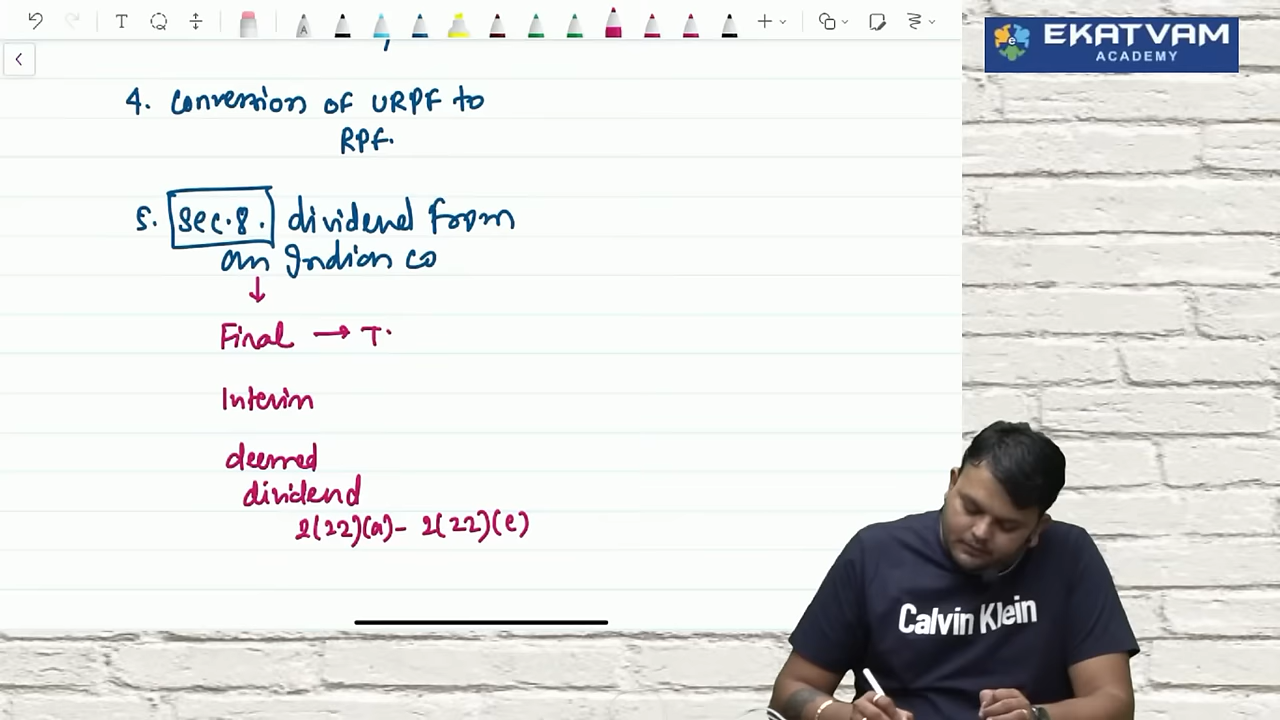 EKATVAM
ACADEMY
4. Conversion of URPF to
RPF.
5. Sec.8. dividend from
an Indian co
↓
Final → T.
Interim
deemed
dividend
2(22)(a) - 2(22)(e)
Calvin Klein